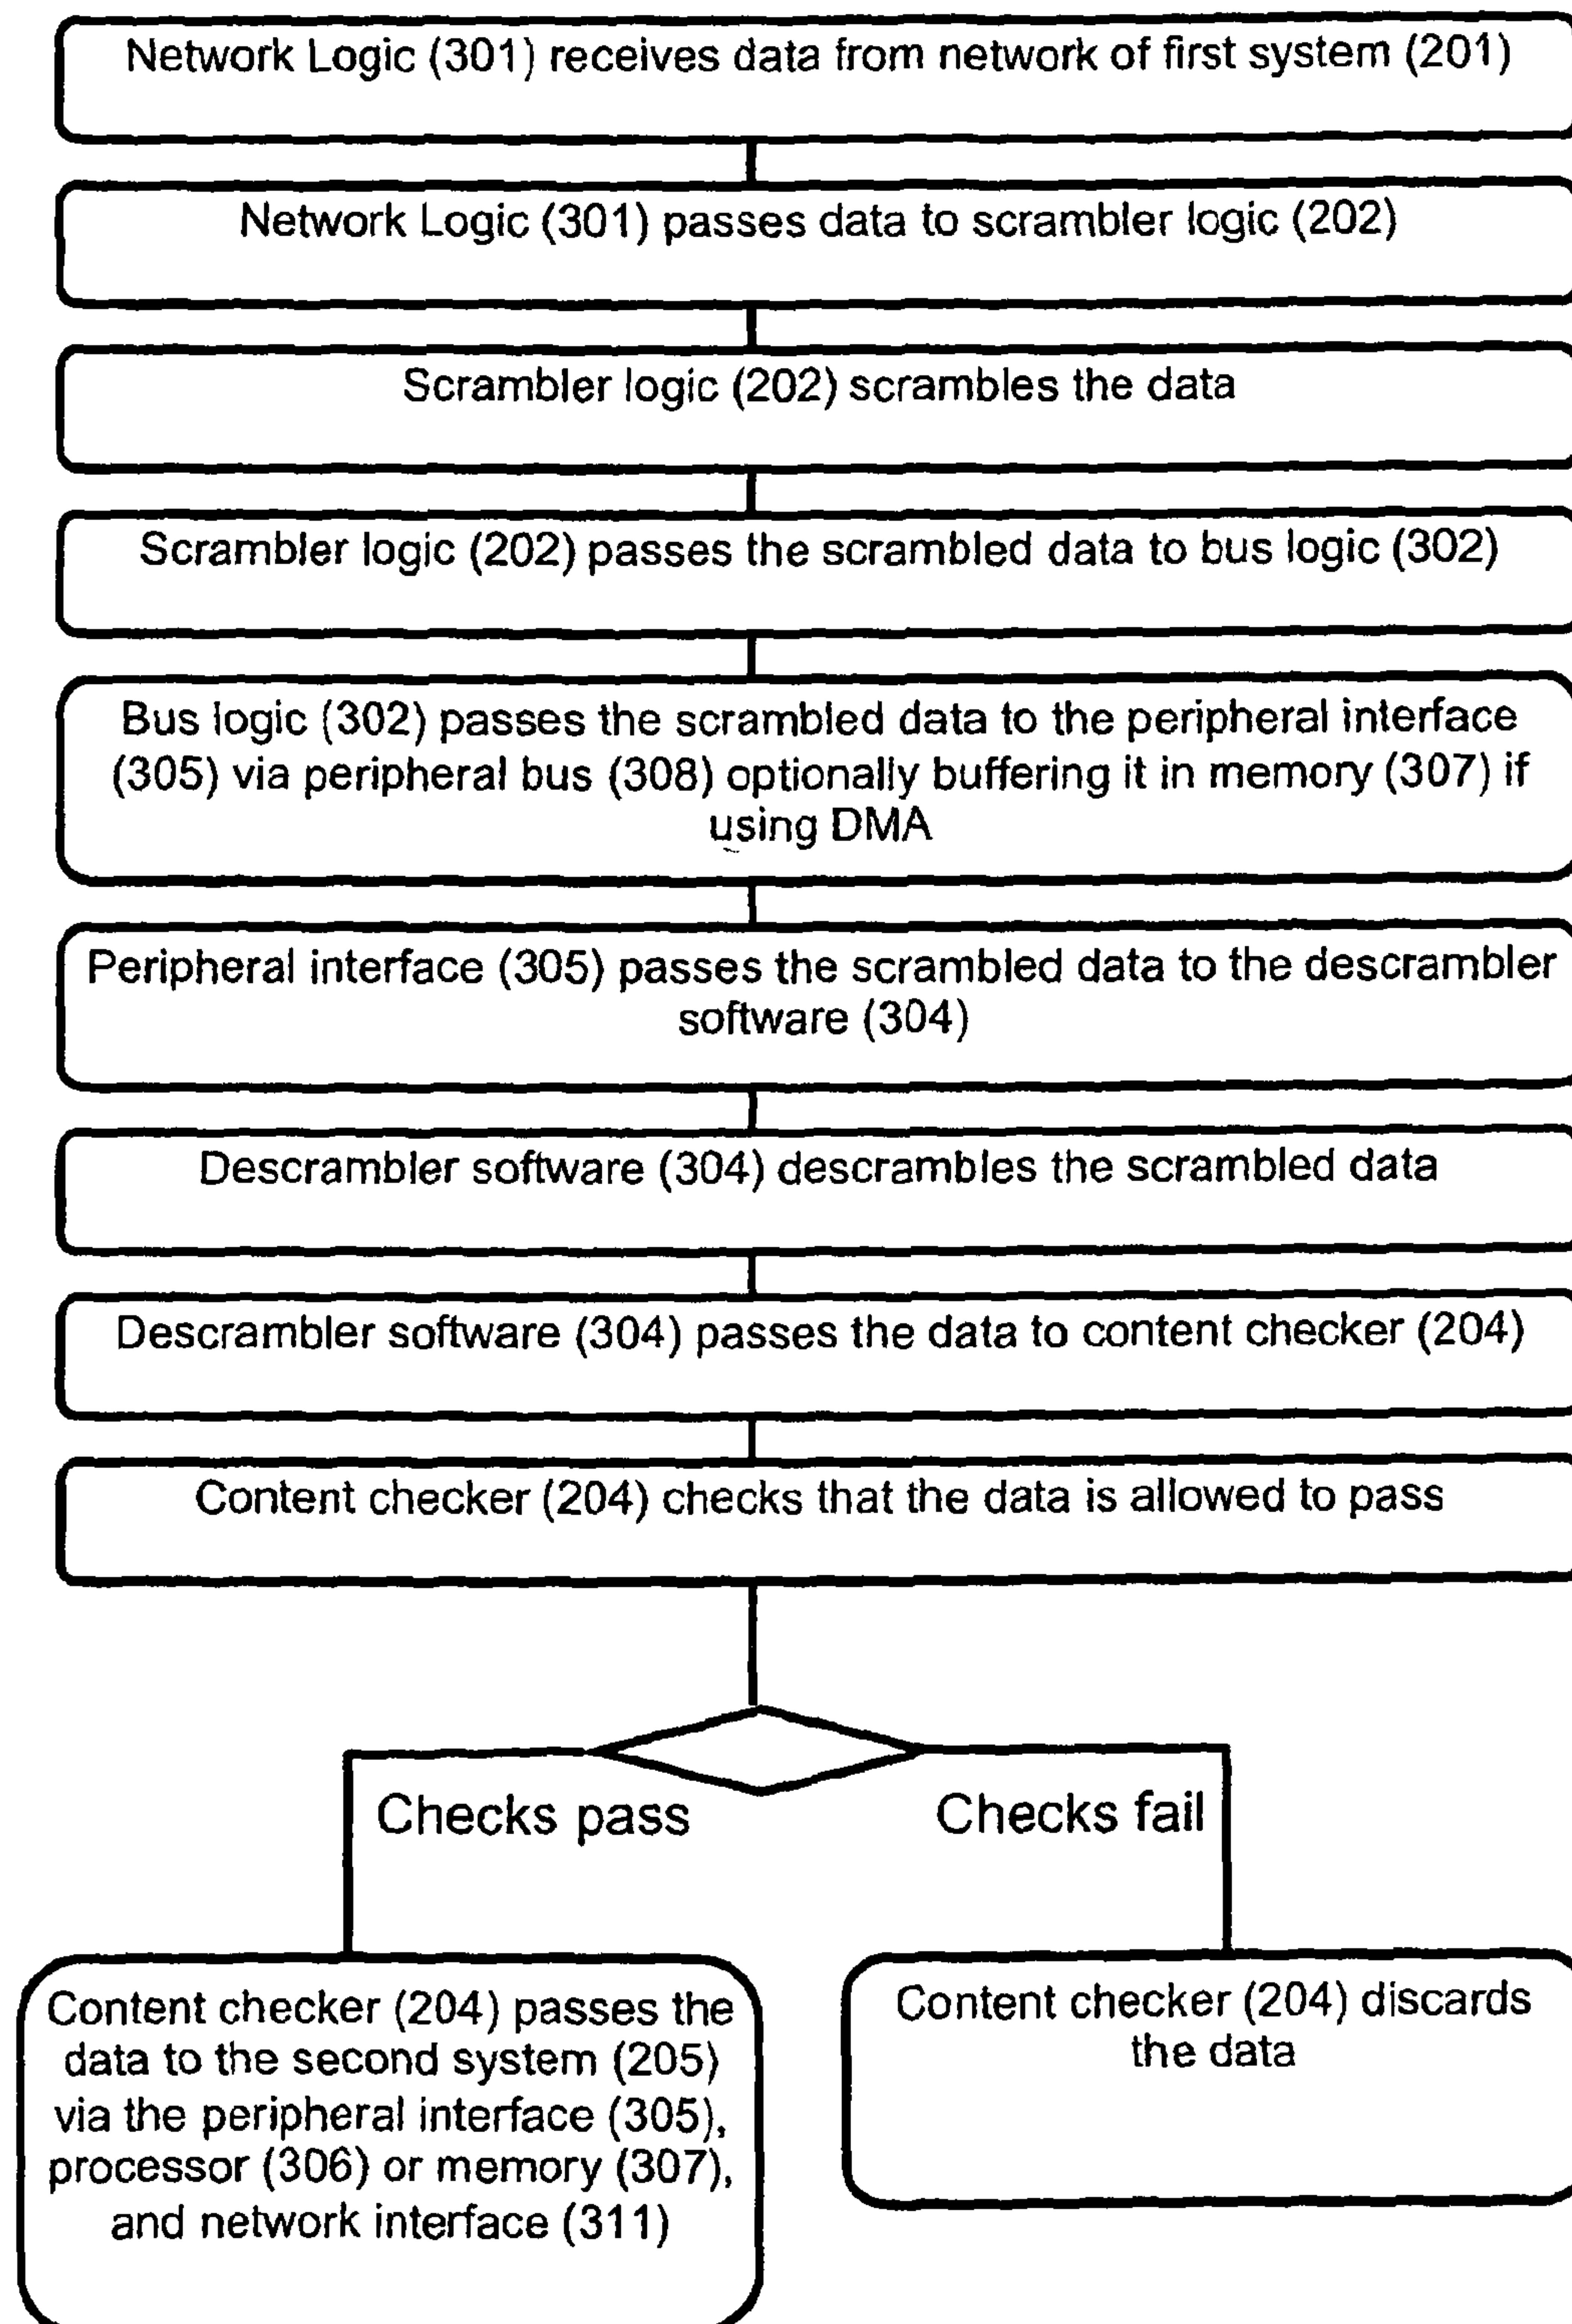 Network Logic (301) receives data from network of first system (201)
Network Logic (301) passes data to scrambler logic (202)
Scrambler logic (202) scrambles the data
Scrambler logic (202) passes the scrambled data to bus logic (302)
Bus logic (302) passes the scrambled data to the peripheral interface
(305) via peripheral bus (308) optionally buffering it in memory (307) if
using DMA
Peripheral interface (305) passes the scrambled data to the descrambler
software (304)
Descrambler software (304) descrambles the scrambled data
Descrambler software (304) passes the data to content checker (204)
Content checker (204) checks that the data is allowed to pass
Checks pass
Checks fail
Content checker (204) passes the
data to the second system (205)
via the peripheral interface (305),
processor (306) or memory (307),
and network interface (311)
Content checker (204) discards
the data